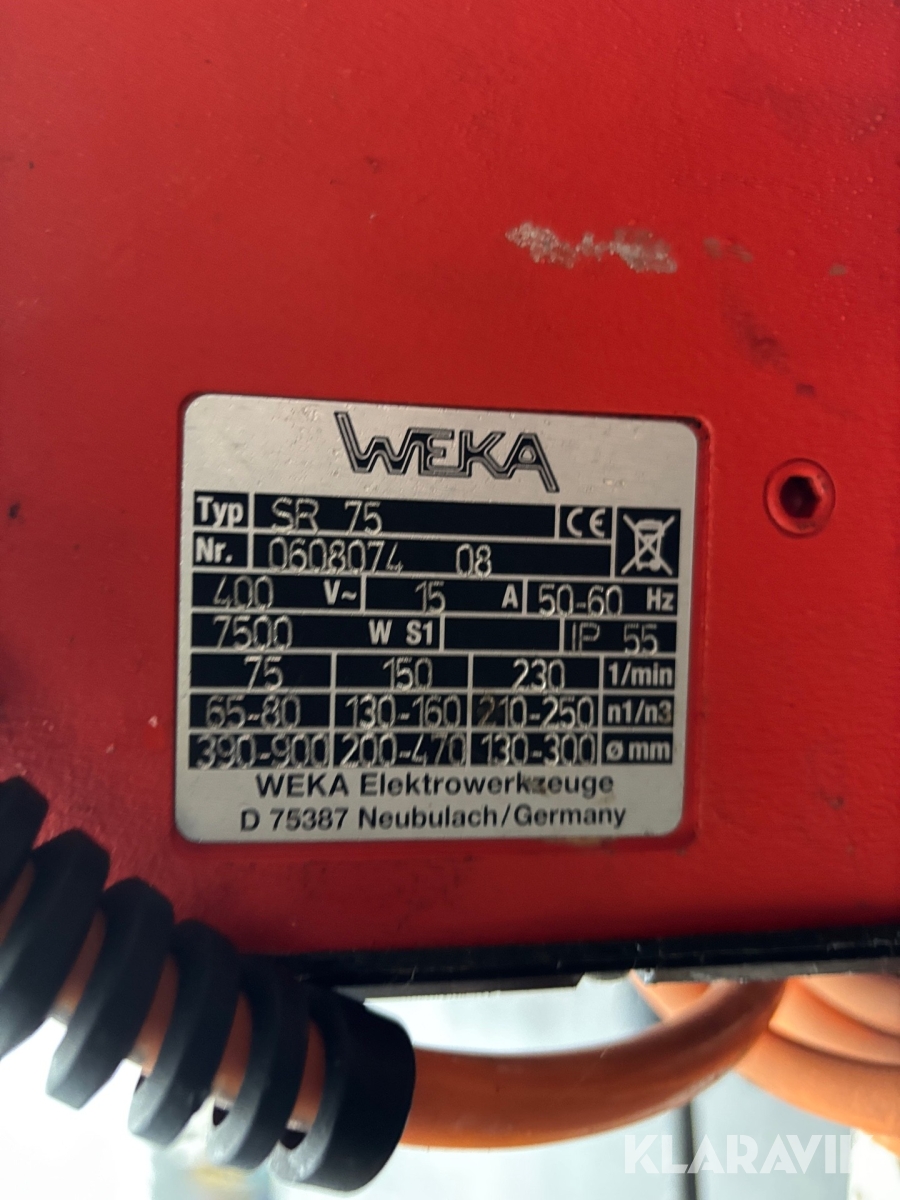 WEKA
Typ SR 75 CE
Nr. 0608074 08
400 V~ 15 A 50-60 Hz
7500 W S1 IP 55
75 150 230 1/min
65-80 130-160 210-250 n1/n3
390-900 200-470 130-300 ø mm
WEKA Elektrowerkzeuge
D 75387 Neubulach/Germany
KLARAVIK